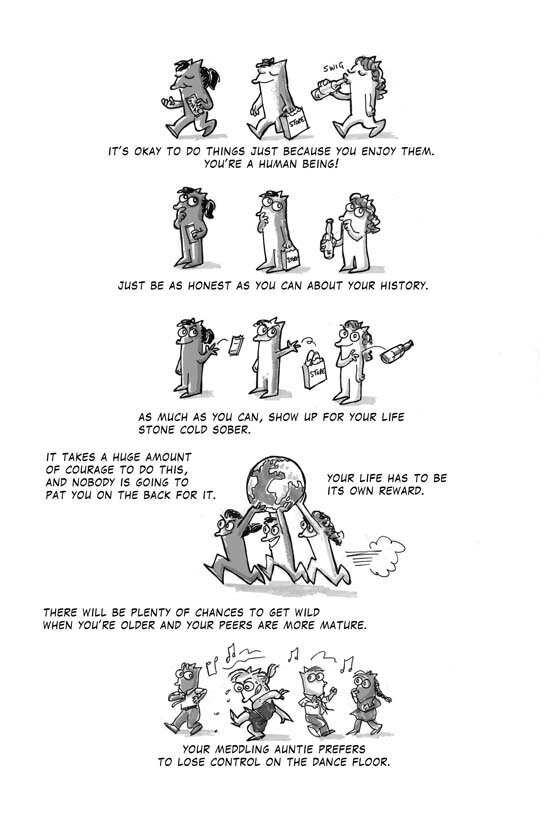 SWIG
STORE
IT'S OKAY TO DO THINGS JUST BECAUSE YOU ENJOY THEM.
YOU'RE A HUMAN BEING!
STORE
JUST BE AS HONEST AS YOU CAN ABOUT YOUR HISTORY.
STORE
AS MUCH AS YOU CAN, SHOW UP FOR YOUR LIFE
STONE COLD SOBER.
IT TAKES A HUGE AMOUNT
OF COURAGE TO DO THIS,
AND NOBODY IS GOING TO
PAT YOU ON THE BACK FOR IT.
YOUR LIFE HAS TO BE
ITS OWN REWARD.
THERE WILL BE PLENTY OF CHANCES TO GET WILD
WHEN YOU'RE OLDER AND YOUR PEERS ARE MORE MATURE.
YOUR MEDDLING AUNTIE PREFERS
TO LOSE CONTROL ON THE DANCE FLOOR.